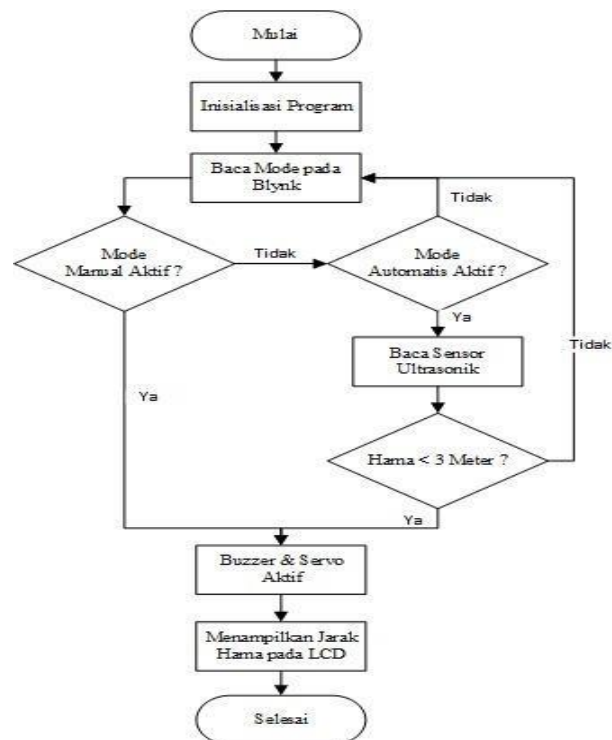 Mulai
Inisialisasi Program
Baca Mode pada
Blynk
Tidak
Mode
Manual Aktif ?
Tidak
Mode
Automatis Aktif ?
Ya
Baca Sensor
Ultrasonik
Tidak
Ya
Hama < 3 Meter ?
Ya
Buzzer & Servo
Aktif
Menampilkan Jarak
Hama pada LCD
Selesai